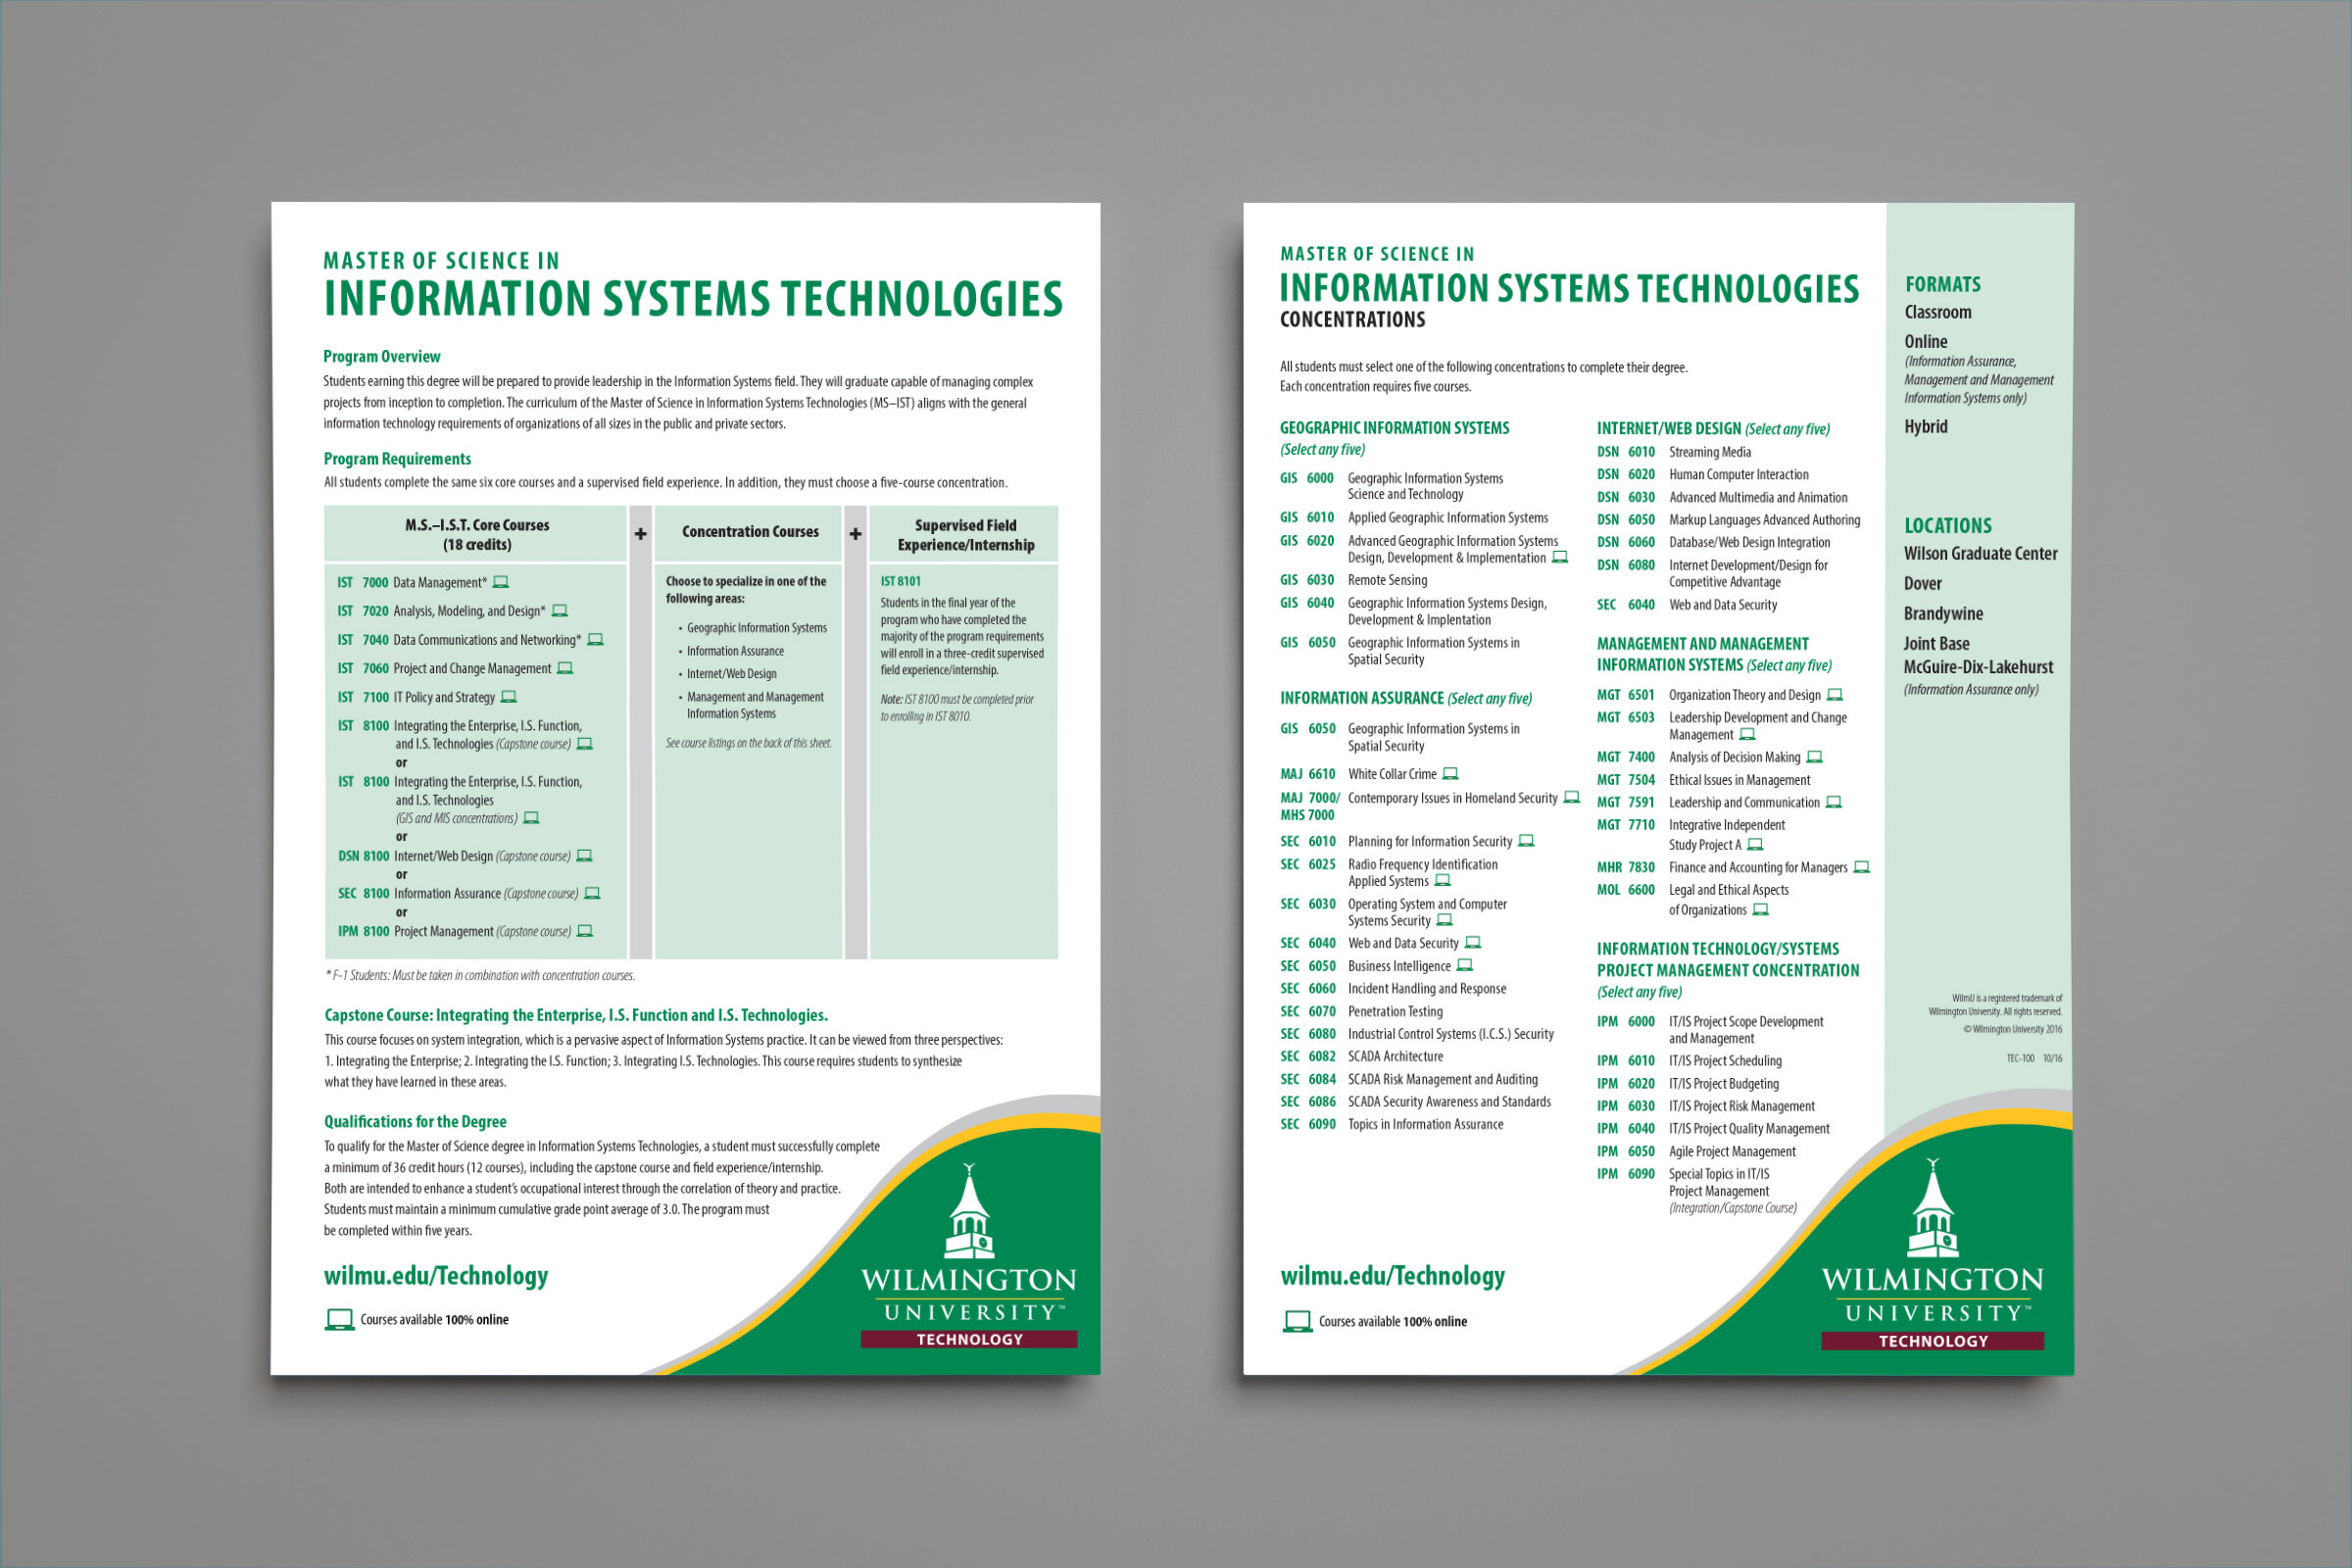 MASTER OF SCIENCE IN
INFORMATION SYSTEMS TECHNOLOGIES
Program Overview
Students earning this degree will be prepared to provide leadership in the Information Systems field. They will graduate capable of managing complex
projects from inception to completion. The curriculum of the Master of Science in Information Systems Technologies (MS–IST) aligns with the general
information technology requirements of organizations of all sizes in the public and private sectors.
Program Requirements
All students complete the same six core courses and a supervised field experience. In addition, they must choose a five-course concentration.
M.S.–I.S.T. Core Courses
(18 credits)
IST 7000 Data Management*
IST 7020 Analysis, Modeling, and Design*
IST 7040 Data Communications and Networking*
IST 7060 Project and Change Management
IST 7100 IT Policy and Strategy
IST 8100 Integrating the Enterprise, I.S. Function,
and I.S. Technologies (Capstone course)
or
IST 8100 Integrating the Enterprise, I.S. Function,
and I.S. Technologies
(GIS and MIS concentrations)
or
DSN 8100 Internet/Web Design (Capstone course)
or
SEC 8100 Information Assurance (Capstone course)
or
IPM 8100 Project Management (Capstone course)
+
Concentration Courses
Choose to specialize in one of the
following areas:
• Geographic Information Systems
• Information Assurance
• Internet/Web Design
• Management and Management
Information Systems
See course listings on the back of this sheet.
+
Supervised Field
Experience/Internship
IST 8101
Students in the final year of the
program who have completed the
majority of the program requirements
will enroll in a three-credit supervised
field experience/internship.
Note: IST 8100 must be completed prior
to enrolling in IST 8010.
* F-1 Students: Must be taken in combination with concentration courses.
Capstone Course: Integrating the Enterprise, I.S. Function and I.S. Technologies.
This course focuses on system integration, which is a pervasive aspect of Information Systems practice. It can be viewed from three perspectives:
1. Integrating the Enterprise; 2. Integrating the I.S. Function; 3. Integrating I.S. Technologies. This course requires students to synthesize
what they have learned in these areas.
Qualifications for the Degree
To qualify for the Master of Science degree in Information Systems Technologies, a student must successfully complete
a minimum of 36 credit hours (12 courses), including the capstone course and field experience/internship.
Both are intended to enhance a student's occupational interest through the correlation of theory and practice.
Students must maintain a minimum cumulative grade point average of 3.0. The program must
be completed within five years.
wilmu.edu/Technology
Courses available 100% online
WILMINGTON
UNIVERSITY™
TECHNOLOGY
MASTER OF SCIENCE IN
INFORMATION SYSTEMS TECHNOLOGIES
CONCENTRATIONS
All students must select one of the following concentrations to complete their degree.
Each concentration requires five courses.
GEOGRAPHIC INFORMATION SYSTEMS
(Select any five)
GIS 6000 Geographic Information Systems
Science and Technology
GIS 6010 Applied Geographic Information Systems
GIS 6020 Advanced Geographic Information Systems
Design, Development & Implementation
GIS 6030 Remote Sensing
GIS 6040 Geographic Information Systems Design,
Development & Implentation
GIS 6050 Geographic Information Systems in
Spatial Security
INFORMATION ASSURANCE (Select any five)
GIS 6050 Geographic Information Systems in
Spatial Security
MAJ 6610 White Collar Crime
MAJ 7000/ Contemporary Issues in Homeland Security
MHS 7000
SEC 6010 Planning for Information Security
SEC 6025 Radio Frequency Identification
Applied Systems
SEC 6030 Operating System and Computer
Systems Security
SEC 6040 Web and Data Security
SEC 6050 Business Intelligence
SEC 6060 Incident Handling and Response
SEC 6070 Penetration Testing
SEC 6080 Industrial Control Systems (I.C.S.) Security
SEC 6082 SCADA Architecture
SEC 6084 SCADA Risk Management and Auditing
SEC 6086 SCADA Security Awareness and Standards
SEC 6090 Topics in Information Assurance
INTERNET/WEB DESIGN (Select any five)
DSN 6010 Streaming Media
DSN 6020 Human Computer Interaction
DSN 6030 Advanced Multimedia and Animation
DSN 6050 Markup Languages Advanced Authoring
DSN 6060 Database/Web Design Integration
DSN 6080 Internet Development/Design for
Competitive Advantage
SEC 6040 Web and Data Security
MANAGEMENT AND MANAGEMENT
INFORMATION SYSTEMS (Select any five)
MGT 6501 Organization Theory and Design
MGT 6503 Leadership Development and Change
Management
MGT 7400 Analysis of Decision Making
MGT 7504 Ethical Issues in Management
MGT 7591 Leadership and Communication
MGT 7710 Integrative Independent
Study Project A
MHR 7830 Finance and Accounting for Managers
MOL 6600 Legal and Ethical Aspects
of Organizations
INFORMATION TECHNOLOGY/SYSTEMS
PROJECT MANAGEMENT CONCENTRATION
(Select any five)
IPM 6000 IT/IS Project Scope Development
and Management
IPM 6010 IT/IS Project Scheduling
IPM 6020 IT/IS Project Budgeting
IPM 6030 IT/IS Project Risk Management
IPM 6040 IT/IS Project Quality Management
IPM 6050 Agile Project Management
IPM 6090 Special Topics in IT/IS
Project Management
(Integration/Capstone Course)
FORMATS
Classroom
Online
(Information Assurance,
Management and Management
Information Systems only)
Hybrid
LOCATIONS
Wilson Graduate Center
Dover
Brandywine
Joint Base
McGuire-Dix-Lakehurst
(Information Assurance only)
WilmU is a registered trademark of
Wilmington University. All rights reserved.
© Wilmington University 2016
TEC-100 10/16
wilmu.edu/Technology
Courses available 100% online
WILMINGTON
UNIVERSITY™
TECHNOLOGY